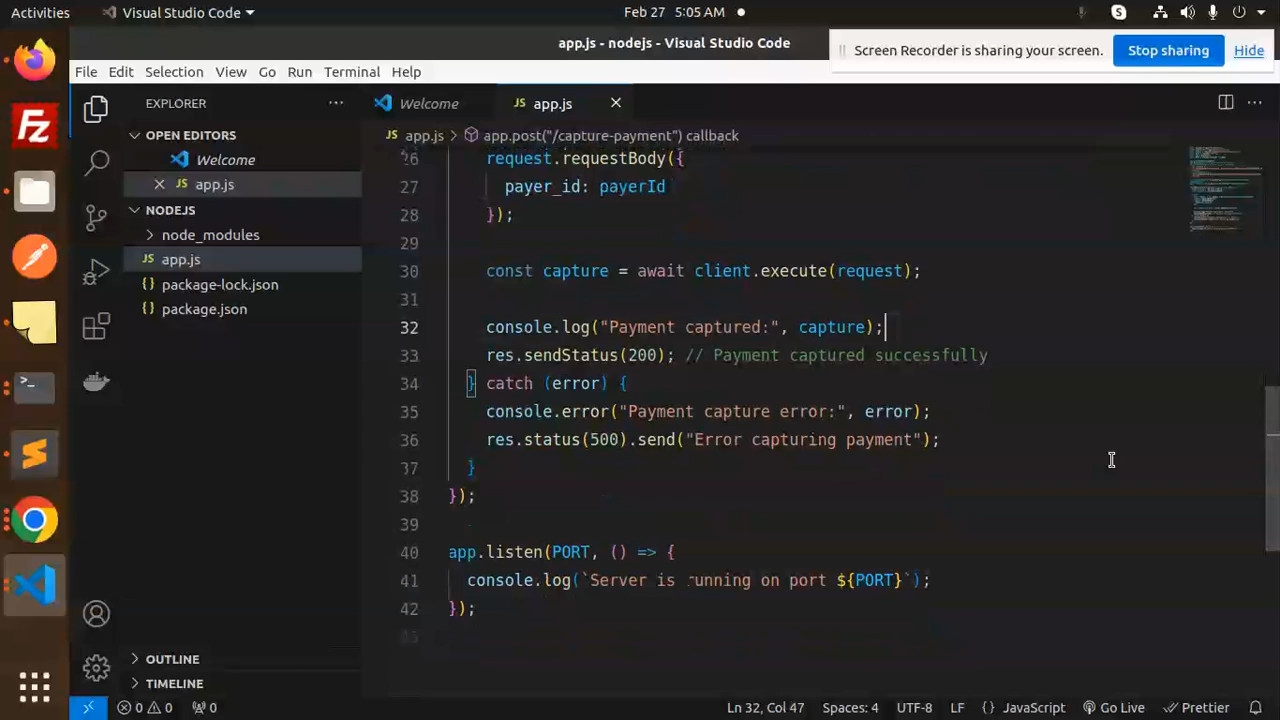 Activities
Visual Studio Code
Feb 27 5:05 AM
app.js - nodejs - Visual Studio Code
Screen Recorder is sharing your screen.
Stop sharing
Hide
File Edit Selection View Go Run Terminal Help
EXPLORER
Welcome
JS app.js
OPEN EDITORS
Welcome
JS app.js
NODEJS
node_modules
JS app.js
{} package-lock.json
{} package.json
OUTLINE
TIMELINE
JS app.js > app.post("/capture-payment") callback
26 request.requestBody({
27 payer_id: payerId
28 });
29
30 const capture = await client.execute(request);
31
32 console.log("Payment captured:", capture);
33 res.sendStatus(200); // Payment captured successfully
34 } catch (error) {
35 console.error("Payment capture error:", error);
36 res.status(500).send("Error capturing payment");
37 }
38 });
39
40 app.listen(PORT, () => {
41 console.log(`Server is running on port ${PORT}`);
42 });
0 0 0
Ln 32, Col 47 Spaces: 4 UTF-8 LF {} JavaScript Go Live Prettier